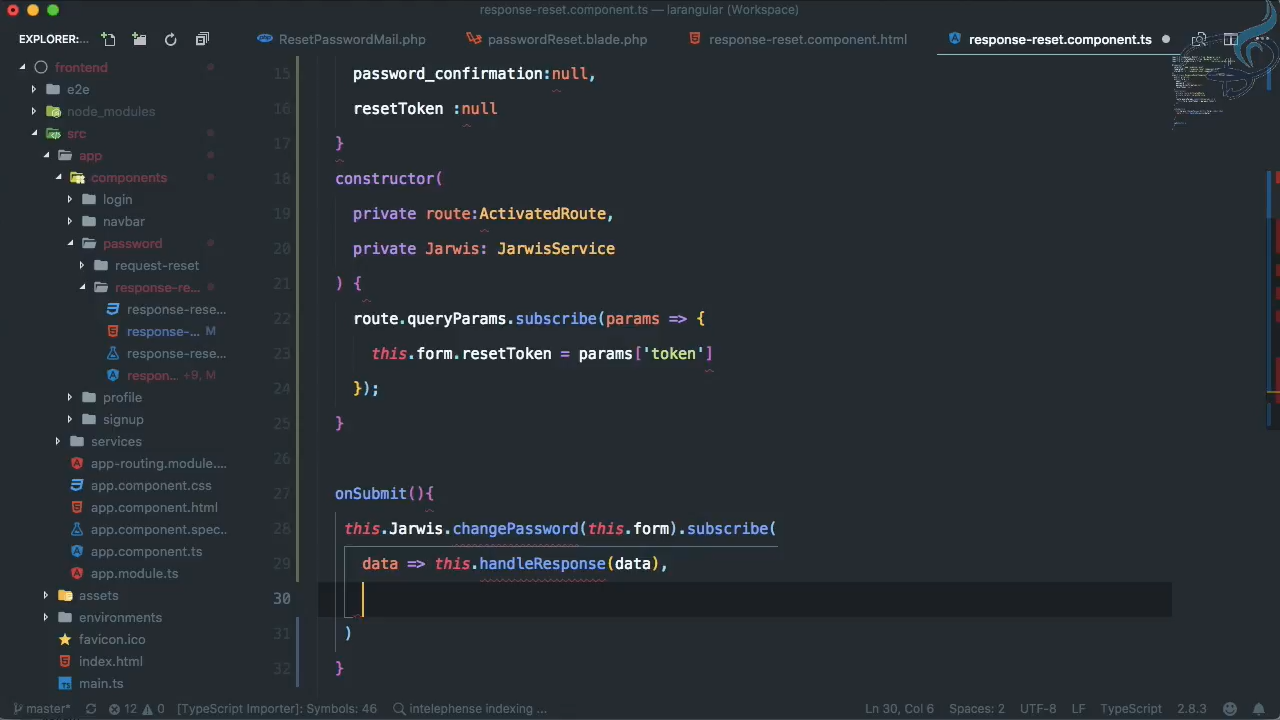 response-reset.component.ts — larangular (Workspace)
EXPLORER:...
ResetPasswordMail.php
passwordReset.blade.php
response-reset.component.html
response-reset.component.ts
frontend
e2e
node_modules
src
app
components
login
navbar
password
request-reset
response-re...
response-rese...
response-... M
response-rese...
respon... +9, M
profile
signup
services
app-routing.module....
app.component.css
app.component.html
app.component.spec...
app.component.ts
app.module.ts
assets
environments
favicon.ico
index.html
main.ts
15 password_confirmation:null,
16 resetToken :null
17 }
18 constructor(
19 private route:ActivatedRoute,
20 private Jarwis: JarwisService
21 ) {
22 route.queryParams.subscribe(params => {
23 this.form.resetToken = params['token']
24 });
25 }
26
27 onSubmit(){
28 this.Jarwis.changePassword(this.form).subscribe(
29 data => this.handleResponse(data),
30
31 )
32 }
master* 12 0 [TypeScript Importer]: Symbols: 46 intelephense indexing ... Ln 30, Col 6 Spaces: 2 UTF-8 LF TypeScript 2.8.3